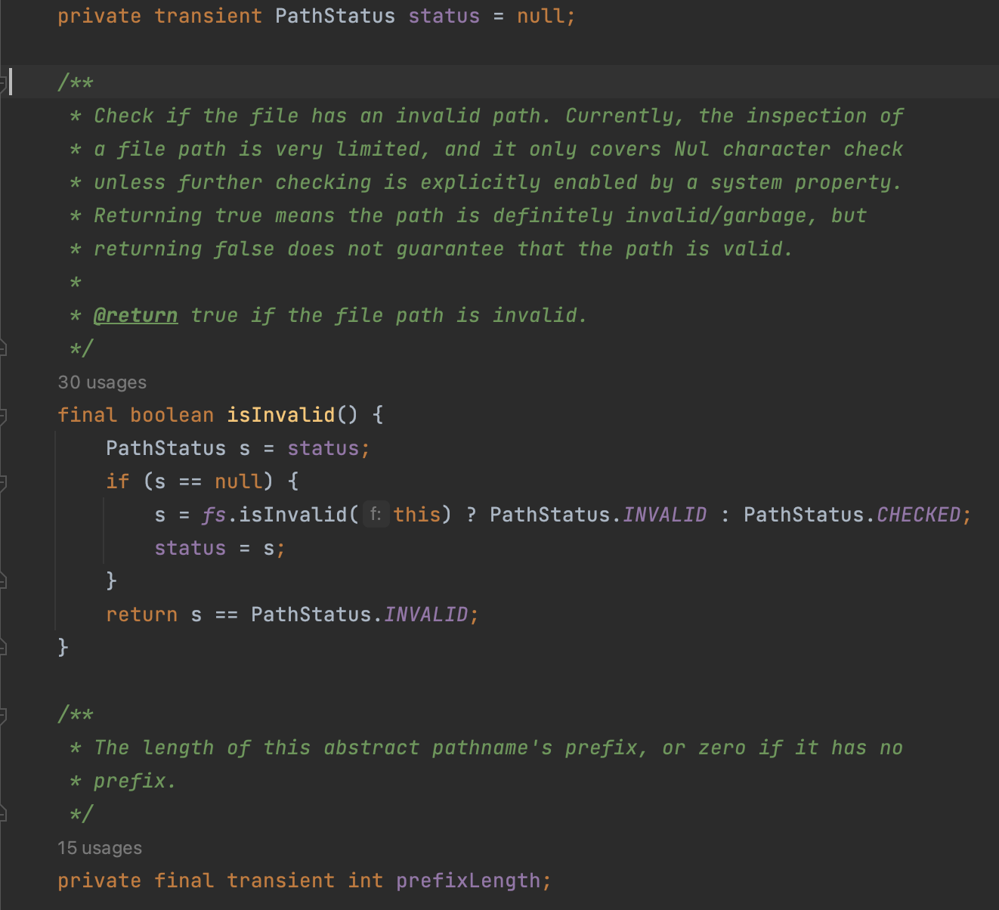 private transient PathStatus status = null;
/**
* Check if the file has an invalid path. Currently, the inspection of
* a file path is very limited, and it only covers Nul character check
* unless further checking is explicitly enabled by a system property.
* Returning true means the path is definitely invalid/garbage, but
* returning false does not guarantee that the path is valid.
*
* @return true if the file path is invalid.
*/
30 usages
final boolean isInvalid() {
PathStatus s = status;
if (s == null) {
s = fs.isInvalid( f: this) ? PathStatus.INVALID : PathStatus.CHECKED;
status = s;
}
return s == PathStatus.INVALID;
}
/**
* The length of this abstract pathname's prefix, or zero if it has no
* prefix.
*/
15 usages
private final transient int prefixLength;